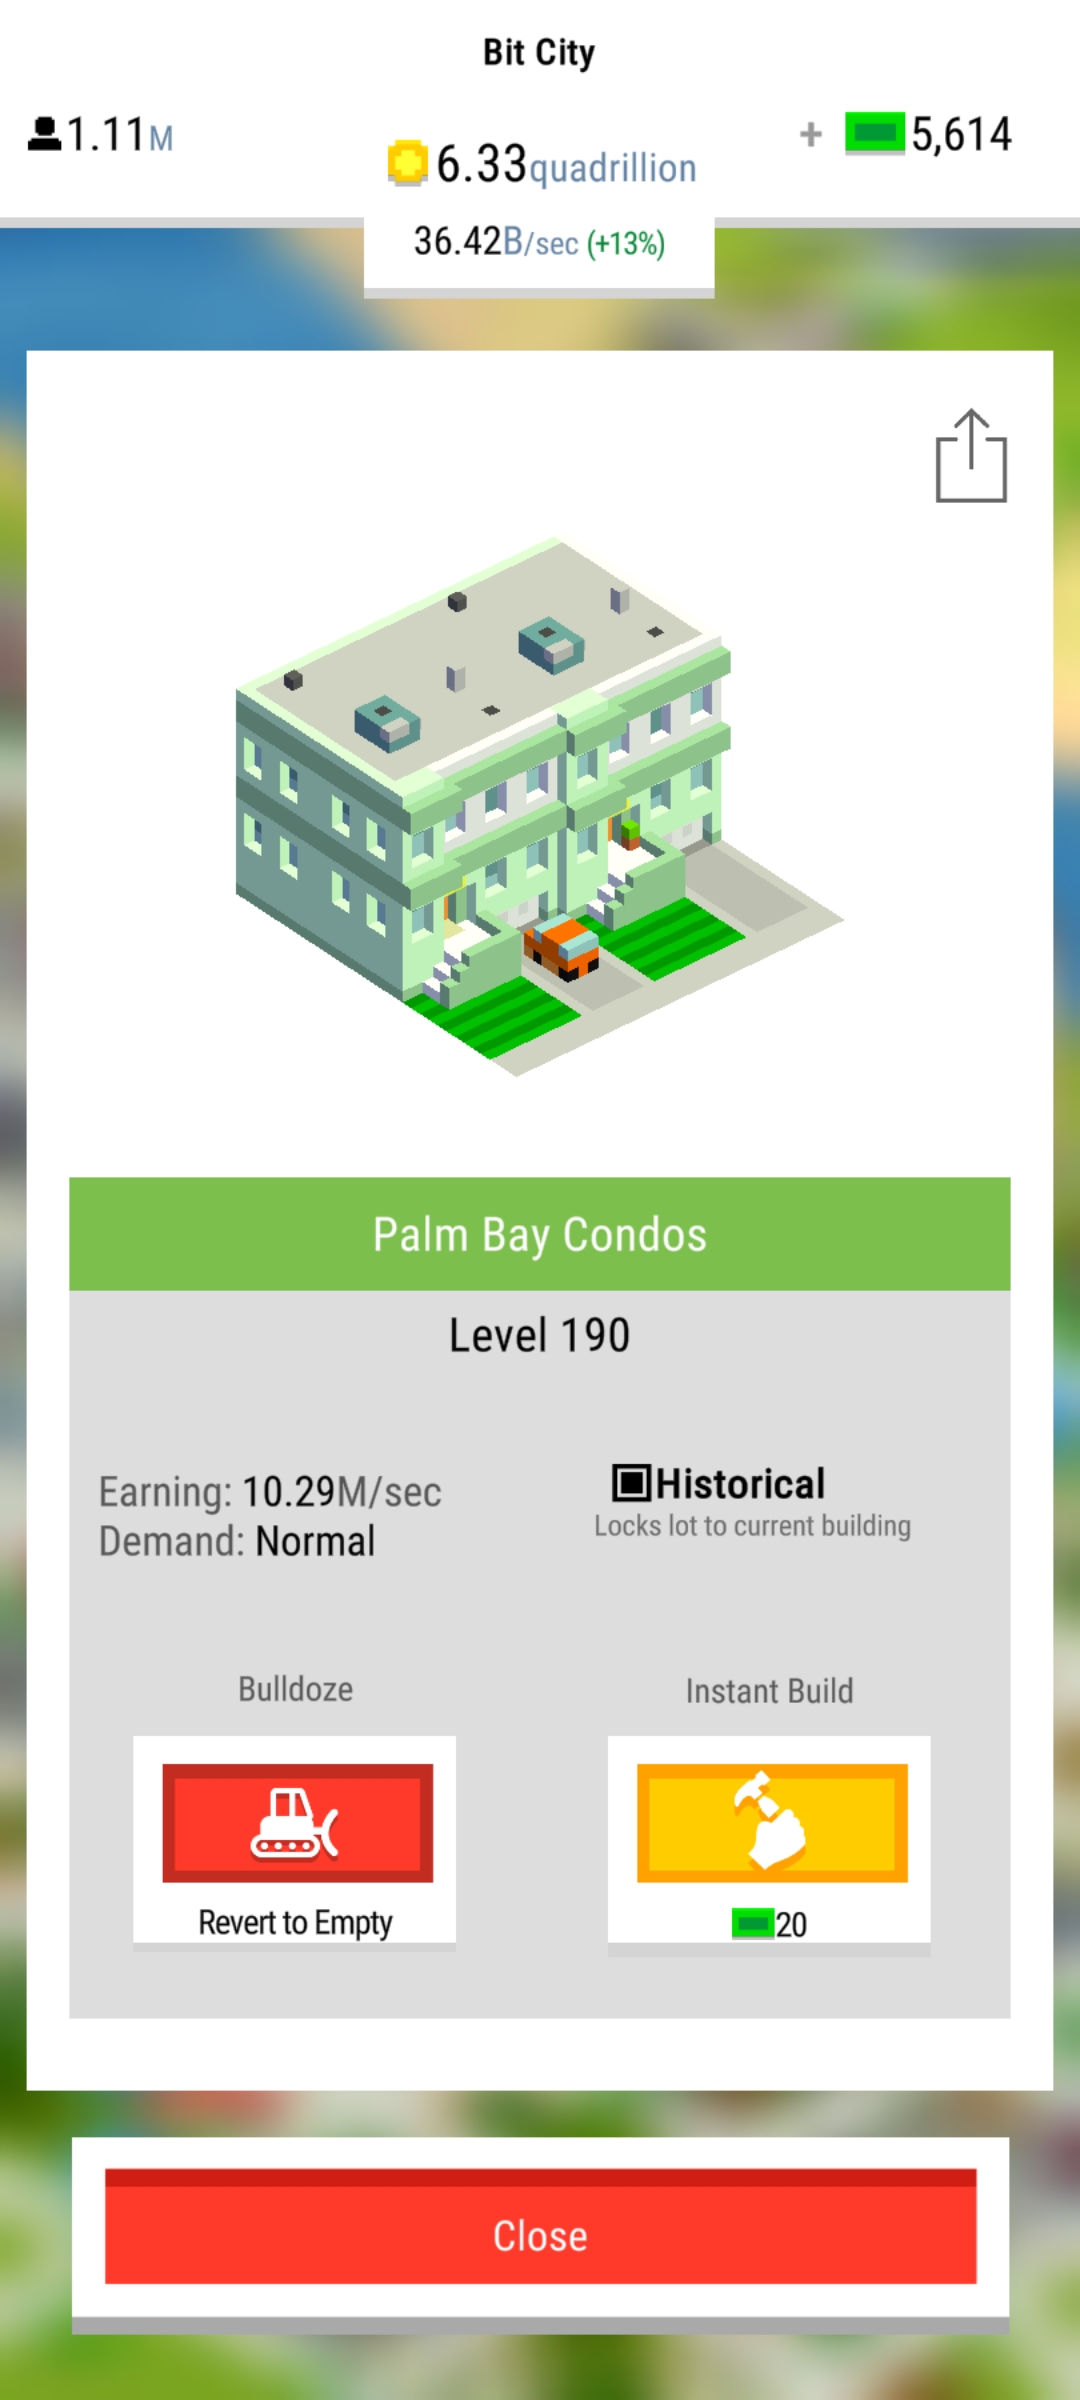 Bit City
1.11M
6.33quadrillion
+ 5,614
36.42B/sec (+13%)
Palm Bay Condos
Level 190
Earning: 10.29M/sec
Demand: Normal
Historical
Locks lot to current building
Bulldoze
Instant Build
Revert to Empty
20
Close